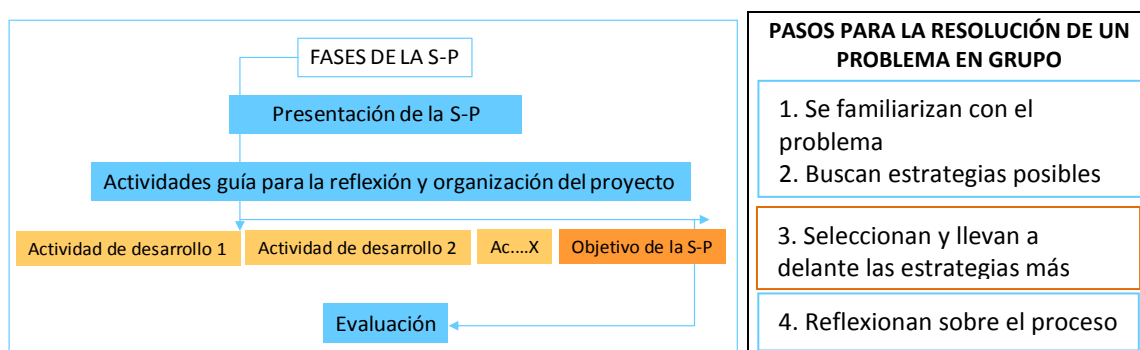 FASES DE LA S-P
Presentación de la S-P
Actividades guía para la reflexión y organización del proyecto
Actividad de desarrollo 1
Actividad de desarrollo 2
Ac....X
Objetivo de la S-P
Evaluación
PASOS PARA LA RESOLUCIÓN DE UN
PROBLEMA EN GRUPO
1. Se familiarizan con el
problema
2. Buscan estrategias posibles
3. Seleccionan y llevan a
delante las estrategias más
4. Reflexionan sobre el proceso